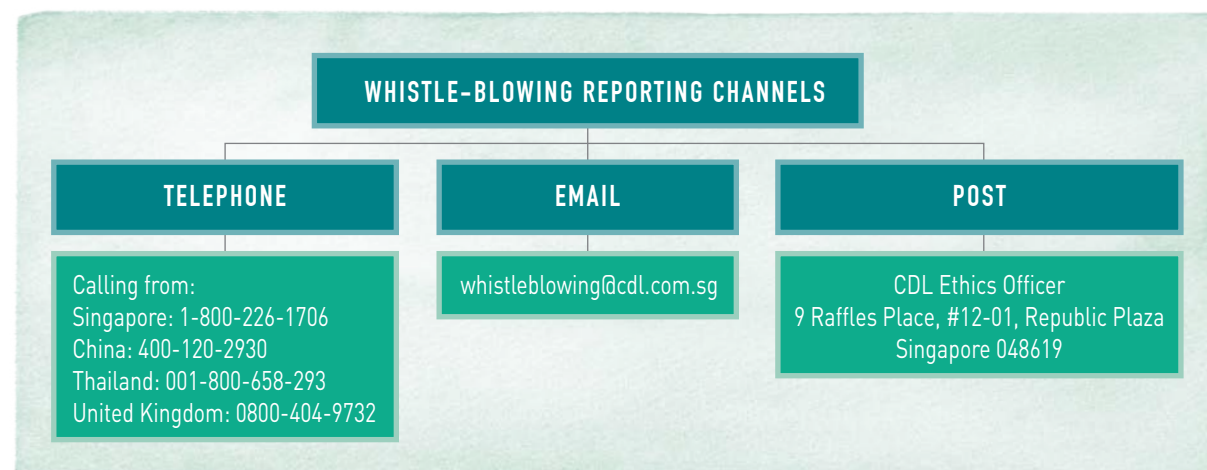 WHISTLE-BLOWING REPORTING CHANNELS
TELEPHONE
Calling from:
Singapore: 1-800-226-1706
China: 400-120-2930
Thailand: 001-800-658-293
United Kingdom: 0800-404-9732
EMAIL
whistleblowing@cdl.com.sg
POST
CDL Ethics Officer
9 Raffles Place, #12-01, Republic Plaza
Singapore 048619